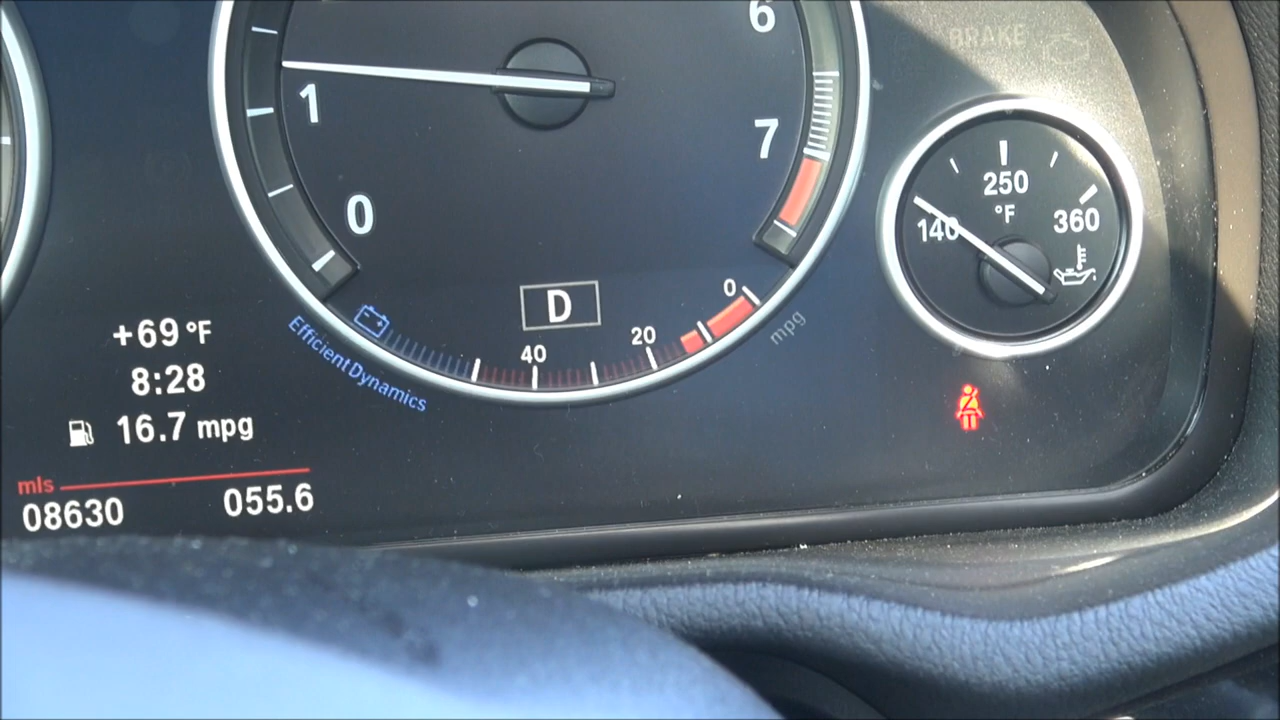 6
1
7
0
BRAKE
250
°F
140
360
D
0
20
40
mpg
EfficientDynamics
+69 °F
8:28
16.7 mpg
mls
08630 055.6